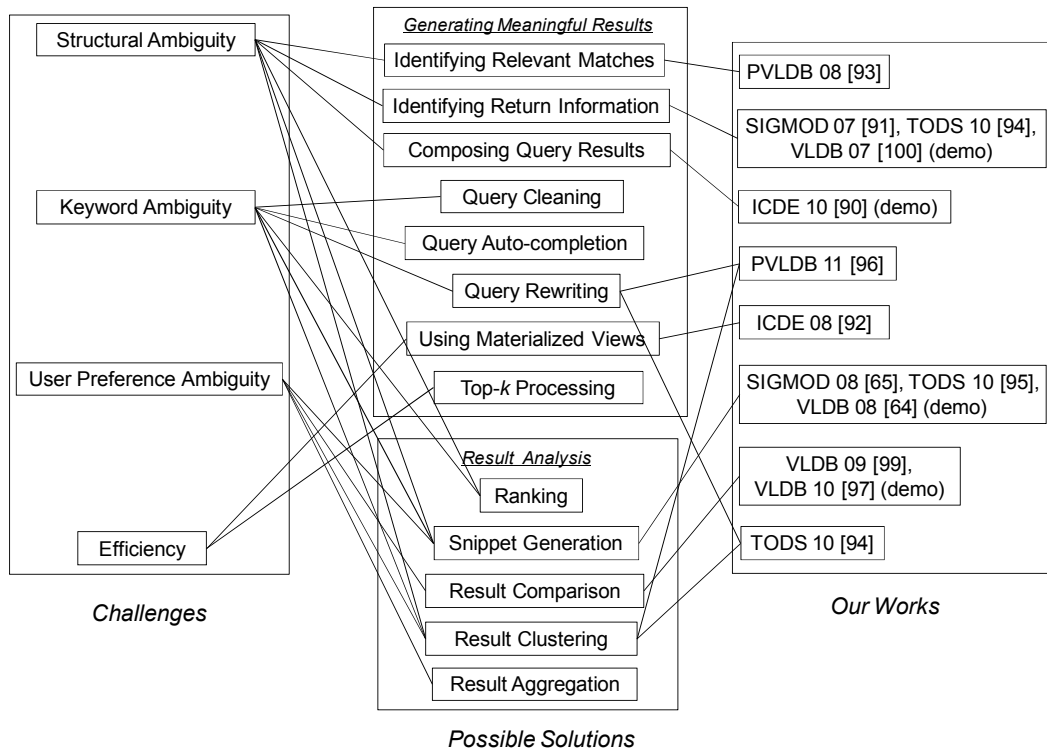 Structural Ambiguity
Keyword Ambiguity
User Preference Ambiguity
Efficiency
Challenges
Generating Meaningful Results
Identifying Relevant Matches
Identifying Return Information
Composing Query Results
Query Cleaning
Query Auto-completion
Query Rewriting
Using Materialized Views
Top-k Processing
Result Analysis
Ranking
Snippet Generation
Result Comparison
Result Clustering
Result Aggregation
Possible Solutions
PVLDB 08 [93]
SIGMOD 07 [91], TODS 10 [94],
VLDB 07 [100] (demo)
ICDE 10 [90] (demo)
PVLDB 11 [96]
ICDE 08 [92]
SIGMOD 08 [65], TODS 10 [95],
VLDB 08 [64] (demo)
VLDB 09 [99],
VLDB 10 [97] (demo)
TODS 10 [94]
Our Works